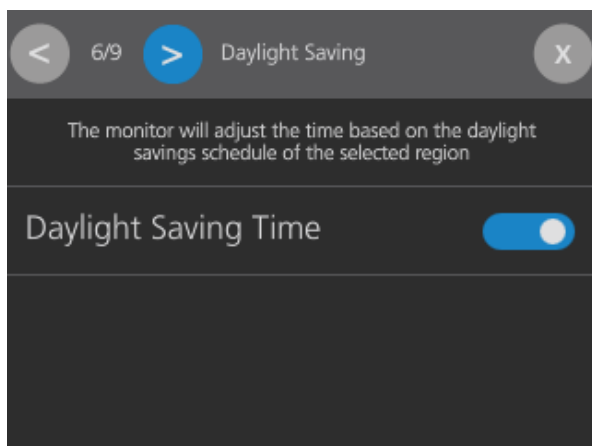 < 6/9 > Daylight Saving X
The monitor will adjust the time based on the daylight
savings schedule of the selected region
Daylight Saving Time